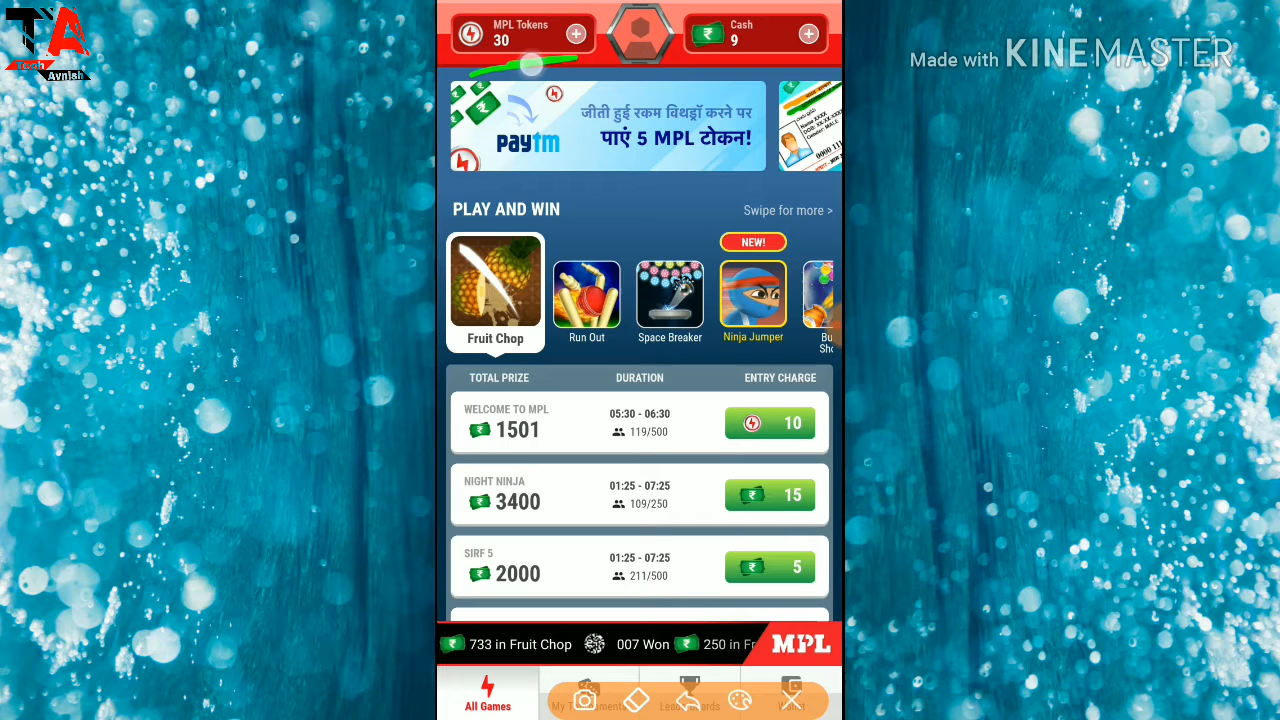 TA
Tech
Avnish
Made with KINEMASTER
MPL Tokens
30
Cash
9
paytm
जीती हुई रकम विथड्रॉ करने पर
पाएं 5 MPL टोकन!
PLAY AND WIN
Swipe for more >
NEW!
Fruit Chop
Run Out
Space Breaker
Ninja Jumper
TOTAL PRIZE
DURATION
ENTRY CHARGE
WELCOME TO MPL
1501
05:30 - 06:30
119/500
10
NIGHT NINJA
3400
01:25 - 07:25
109/250
15
SIRF 5
2000
01:25 - 07:25
211/500
5
733 in Fruit Chop
007 Won
250 in Fr
MPL
All Games
Wallet